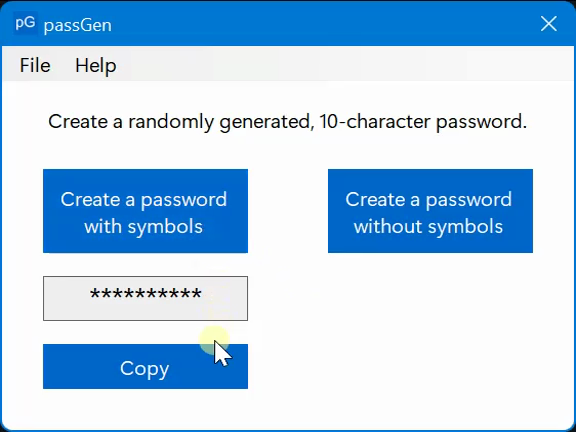 pG passGen
File Help
Create a randomly generated, 10-character password.
Create a password
with symbols
Create a password
without symbols
**********
Copy